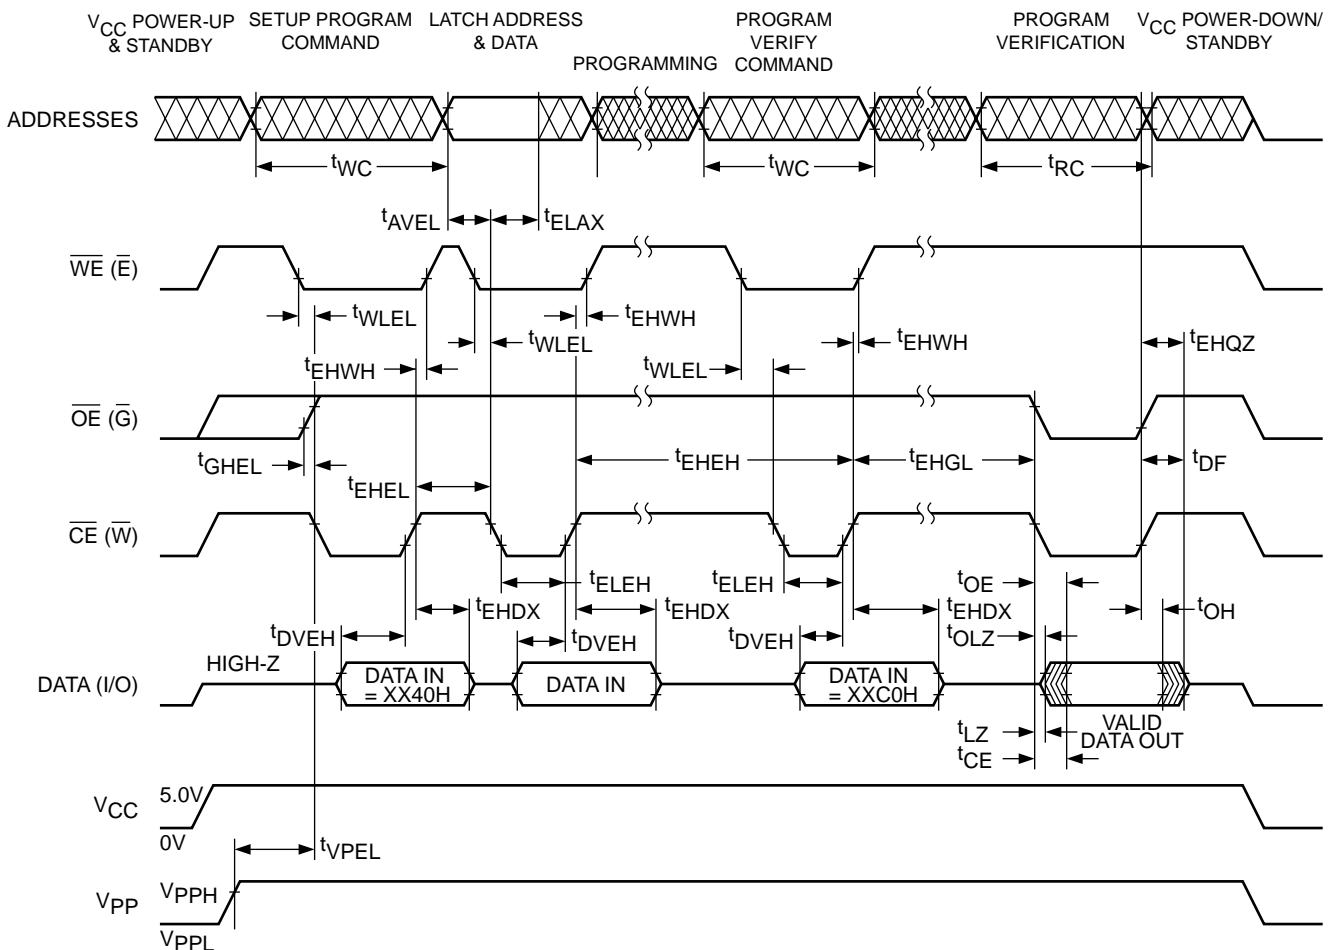 VCC POWER-UP & STANDBY
SETUP PROGRAM COMMAND
LATCH ADDRESS & DATA
PROGRAMMING
PROGRAM VERIFY COMMAND
PROGRAM VERIFICATION
VCC POWER-DOWN/ STANDBY
ADDRESSES
tWC
tWC
tRC
tAVEL
tELAX
WE (E)
tWLEL
tWLEL
tEHWH
tEHWH
tEHQZ
tEHWH
tWLEL
OE (G)
tGHEL
tEHEH
tEHGL
tDF
tEHEL
CE (W)
tELEH
tELEH
tOE
tEHDX
tEHDX
tEHDX
tOH
tDVEH
tDVEH
tDVEH
tOLZ
HIGH-Z
DATA (I/O)
DATA IN = XX40H
DATA IN
DATA IN = XXC0H
tLZ
VALID DATA OUT
tCE
VCC
5.0V
0V
tVPEL
VPP
VPPH
VPPL